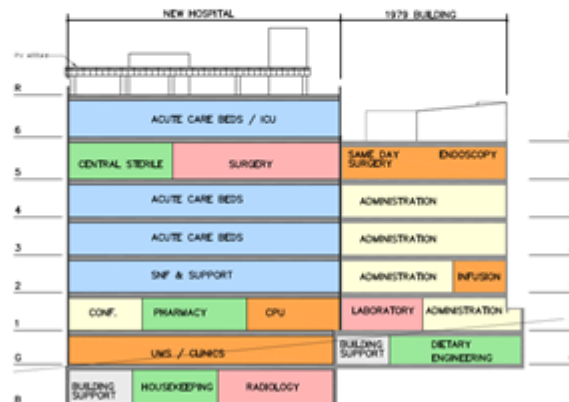 NEW HOSPITAL
1979 BUILDING
R
ACUTE CARE BEDS / ICU
6
CENTRAL STERILE
SURGERY
SAME DAY
SURGERY
ENDOSCOPY
5
ACUTE CARE BEDS
ADMINISTRATION
4
ACUTE CARE BEDS
ADMINISTRATION
3
SNF & SUPPORT
ADMINISTRATION
INFUSION
2
CONF.
PHARMACY
CPU
LABORATORY
ADMINISTRATION
1
CLINICS
BUILDING
SUPPORT
DIETARY
ENGINEERING
G
BUILDING
SUPPORT
HOUSEKEEPING
RADIOLOGY
B